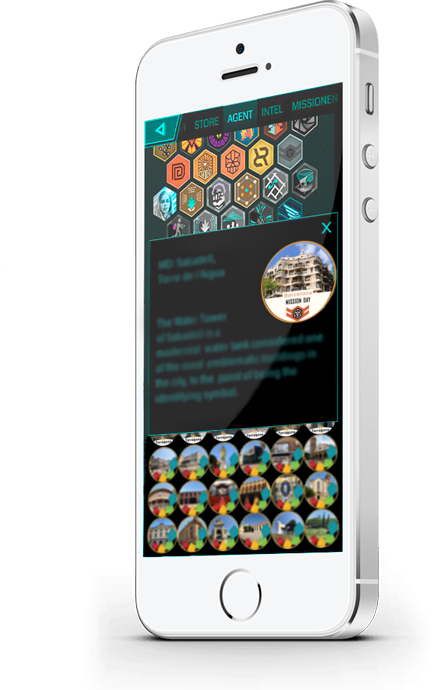 STORE
AGENT
INTEL
MISSIONEN
X
MD! Sabadell,
Torre de l'Aigua
MISSION DAY
The Water Tower
of Sabadell is a
modernist water tank considered one
of the most emblematic buildings in
the city, to the point of being the
identifying symbol.